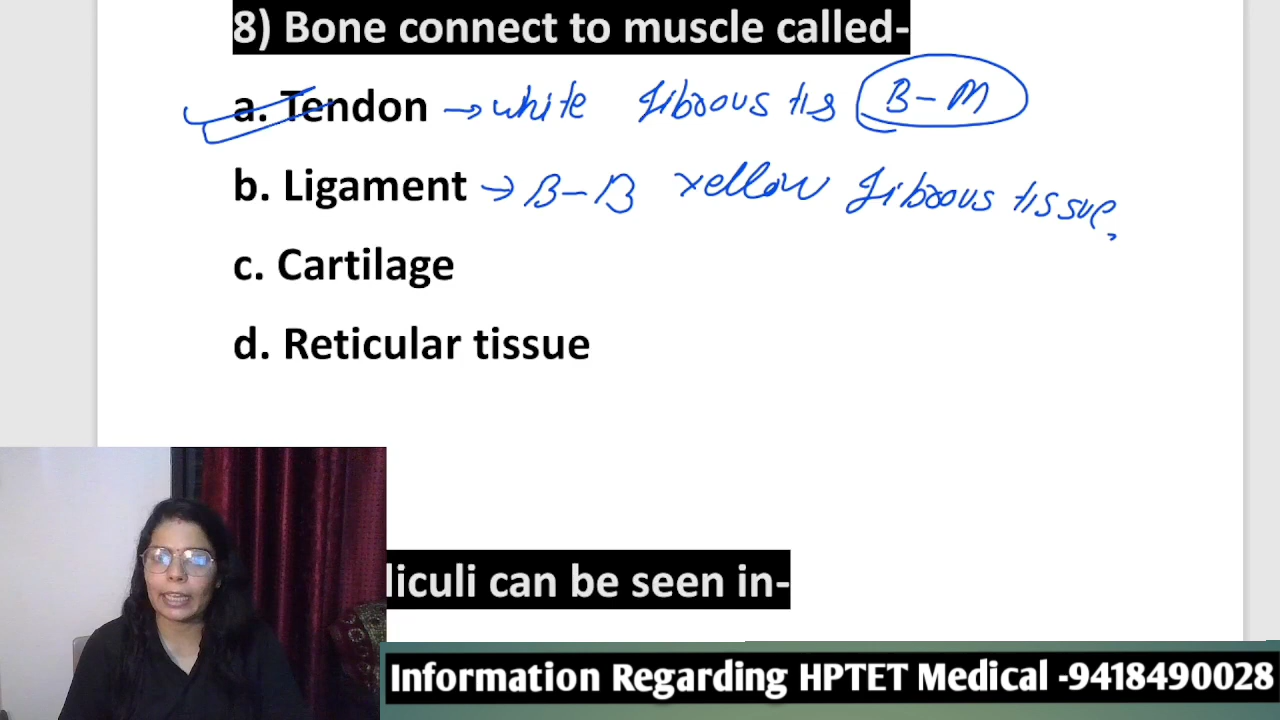 8) Bone connect to muscle called-
a. Tendon → white fibrous tis B-M
b. Ligament → B-B yellow fibrous tissue.
c. Cartilage
d. Reticular tissue
liculi can be seen in-
Information Regarding HPTET Medical -9418490028